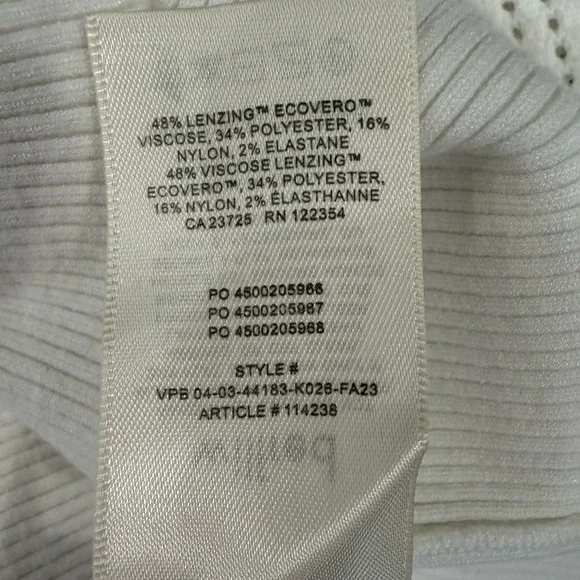 48% LENZING™ ECOVERO™
VISCOSE, 34% POLYESTER, 16%
NYLON, 2% ELASTANE
48% VISCOSE LENZING™
ECOVERO™, 34% POLYESTER,
16% NYLON, 2% ÉLASTHANNE
CA 23725 RN 122354
PO 4500205966
PO 4500205967
PO 4500205968
STYLE #
VPB 04-03-44183-K026-FA23
ARTICLE # 114238